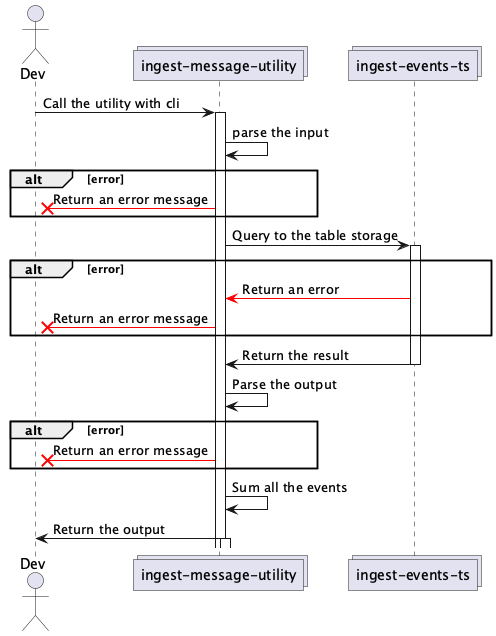 Dev
ingest-message-utility
ingest-events-ts
Call the utility with cli
parse the input
alt
[error]
Return an error message
Query to the table storage
alt
[error]
Return an error
Return an error message
Return the result
Parse the output
alt
[error]
Return an error message
Sum all the events
Return the output
Dev
ingest-message-utility
ingest-events-ts